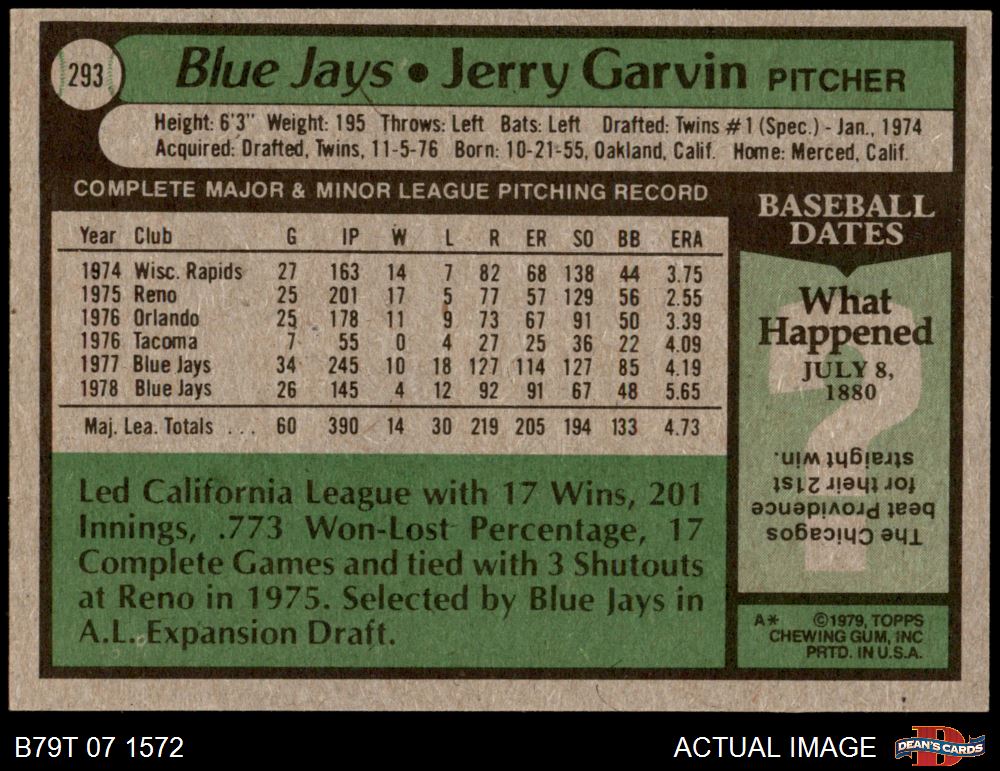 293
Blue Jays • Jerry Garvin PITCHER
Height: 6'3" Weight: 195 Throws: Left Bats: Left Drafted: Twins #1 (Spec.) - Jan., 1974
Acquired: Drafted, Twins, 11-5-76 Born: 10-21-55, Oakland, Calif. Home: Merced, Calif.
COMPLETE MAJOR & MINOR LEAGUE PITCHING RECORD
Year Club G IP W L R ER SO BB ERA
1974 Wisc. Rapids 27 163 14 7 82 68 138 44 3.75
1975 Reno 25 201 17 5 77 57 129 56 2.55
1976 Orlando 25 178 11 9 73 67 91 50 3.39
1976 Tacoma 7 55 0 4 27 25 36 22 4.09
1977 Blue Jays 34 245 10 18 127 114 127 85 4.19
1978 Blue Jays 26 145 4 12 92 91 67 48 5.65
Maj. Lea. Totals ... 60 390 14 30 219 205 194 133 4.73
Led California League with 17 Wins, 201
Innings, .773 Won-Lost Percentage, 17
Complete Games and tied with 3 Shutouts
at Reno in 1975. Selected by Blue Jays in
A.L. Expansion Draft.
BASEBALL
DATES
What
Happened
JULY 8,
1880
The Chicagos
beat Providence
for their 21st
straight win.
A* ©1979, TOPPS
CHEWING GUM, INC
PRTD. IN U.S.A.
B79T 07 1572
ACTUAL IMAGE
D
DEAN'S CARDS